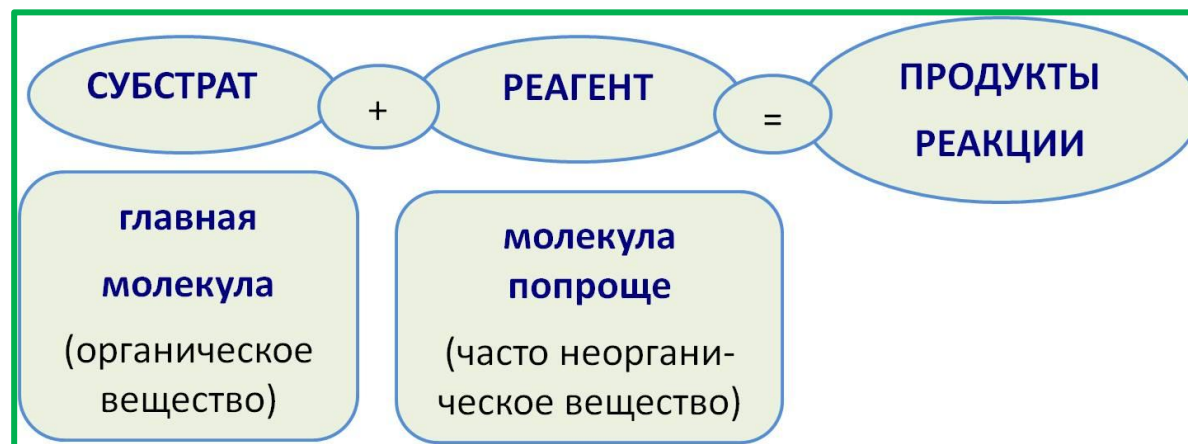 СУБСТРАТ
+
РЕАГЕНТ
=
ПРОДУКТЫ
РЕАКЦИИ
главная
молекула
(органическое
вещество)
молекула
попроще
(часто неоргани-
ческое вещество)